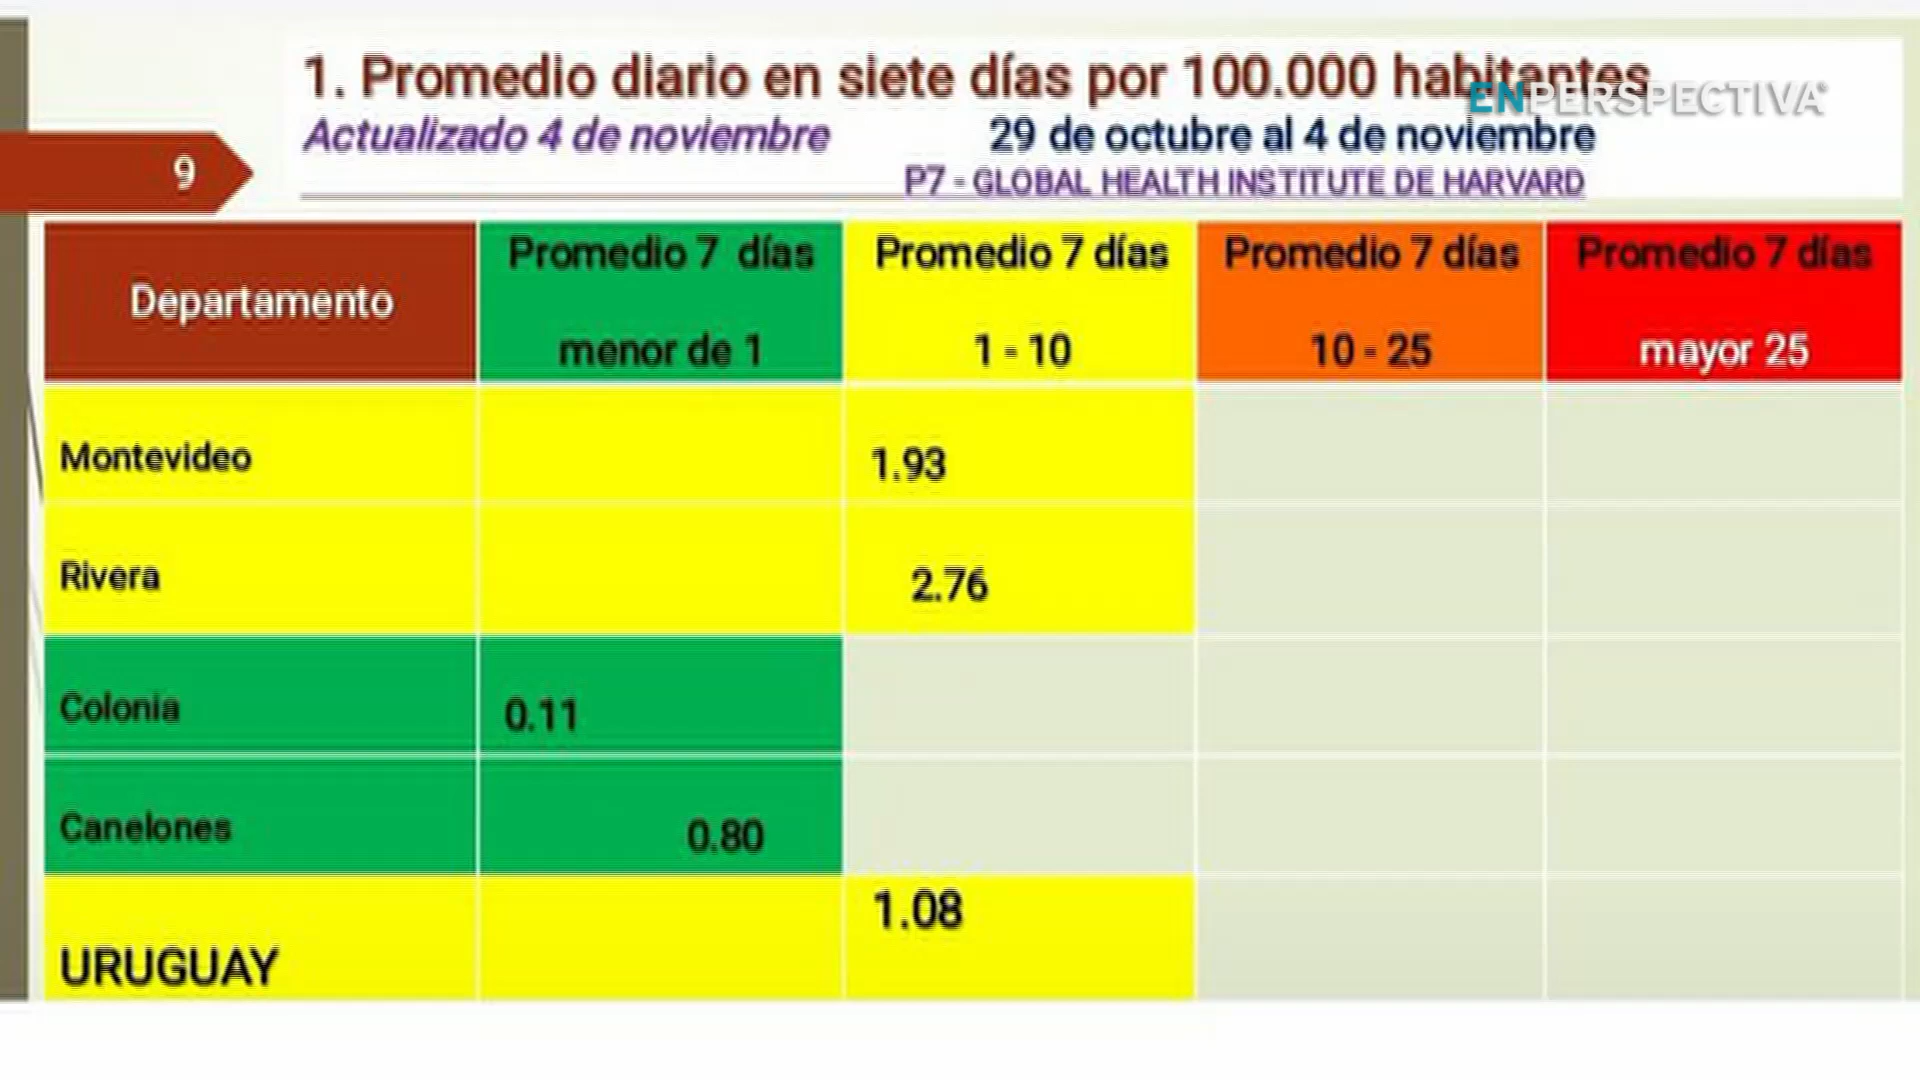 1. Promedio diario en siete días por 100.000 habitantes
ENPERSPECTIVA
Actualizado 4 de noviembre 29 de octubre al 4 de noviembre
9
P7 - GLOBAL HEALTH INSTITUTE DE HARVARD
Departamento
Promedio 7 días
menor de 1
Promedio 7 días
1 - 10
Promedio 7 días
10 - 25
Promedio 7 días
mayor 25
Montevideo 1.93
Rivera 2.76
Colonia 0.11
Canelones 0.80
URUGUAY 1.08